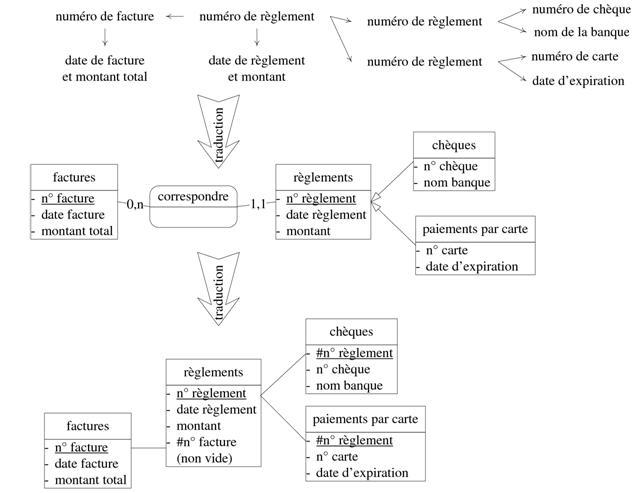 numéro de facture
numéro de règlement
numéro de règlement
numéro de chèque
nom de la banque
date de facture
et montant total
date de règlement
et montant
numéro de règlement
numéro de carte
date d'expiration
traduction
factures
- n° facture
- date facture
- montant total
0,n
correspondre
1,1
règlements
- n° règlement
- date règlement
- montant
chèques
- n° chèque
- nom banque
paiements par carte
- n° carte
- date d'expiration
traduction
chèques
- #n° règlement
- n° chèque
- nom banque
règlements
- n° règlement
- date règlement
- montant
- #n° facture
(non vide)
factures
- n° facture
- date facture
- montant total
paiements par carte
- #n° règlement
- n° carte
- date d'expiration